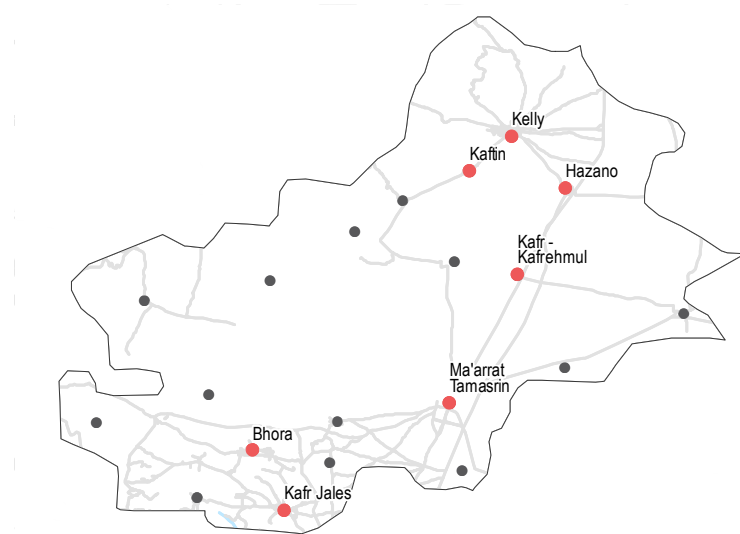 Kelly
Kaftin
Hazano
Kafr -
Kafrehmul
Ma'arrat
Tamasrin
Bhora
Kafr Jales